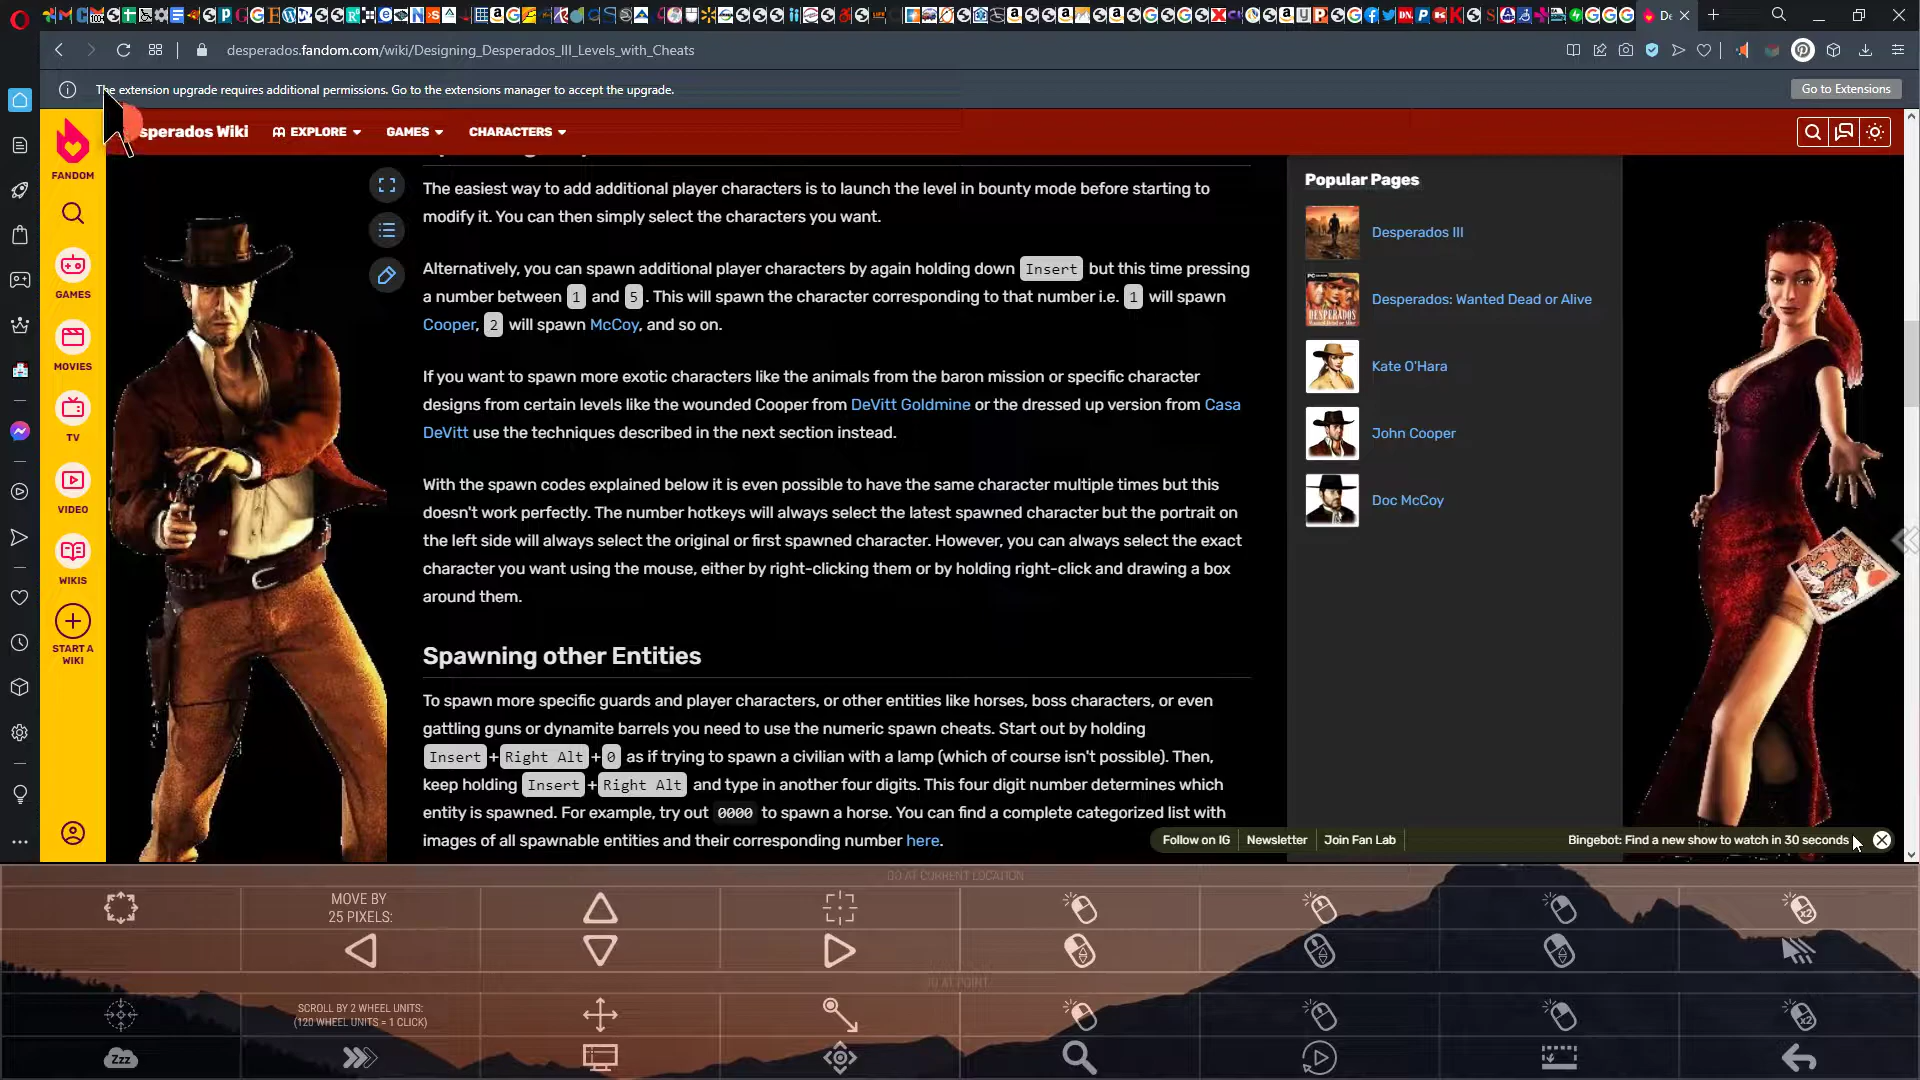 desperados.fandom.com/wiki/Designing_Desperados_III_Levels_with_Cheats
The extension upgrade requires additional permissions. Go to the extensions manager to accept the upgrade.
Go to Extensions
sperados Wiki
EXPLORE
GAMES
CHARACTERS
FANDOM
GAMES
MOVIES
TV
VIDEO
WIKIS
START A
WIKI
The easiest way to add additional player characters is to launch the level in bounty mode before starting to
modify it. You can then simply select the characters you want.
Alternatively, you can spawn additional player characters by again holding down Insert but this time pressing
a number between 1 and 5. This will spawn the character corresponding to that number i.e. 1 will spawn
Cooper, 2 will spawn McCoy, and so on.
If you want to spawn more exotic characters like the animals from the baron mission or specific character
designs from certain levels like the wounded Cooper from DeVitt Goldmine or the dressed up version from Casa
DeVitt use the techniques described in the next section instead.
With the spawn codes explained below it is even possible to have the same character multiple times but this
doesn't work perfectly. The number hotkeys will always select the latest spawned character but the portrait on
the left side will always select the original or first spawned character. However, you can always select the exact
character you want using the mouse, either by right-clicking them or by holding right-click and drawing a box
around them.
Spawning other Entities
To spawn more specific guards and player characters, or other entities like horses, boss characters, or even
gattling guns or dynamite barrels you need to use the numeric spawn cheats. Start out by holding
Insert + Right Alt + 0 as if trying to spawn a civilian with a lamp (which of course isn't possible). Then,
keep holding Insert + Right Alt and type in another four digits. This four digit number determines which
entity is spawned. For example, try out 0000 to spawn a horse. You can find a complete categorized list with
images of all spawnable entities and their corresponding number here.
Popular Pages
Desperados III
Desperados: Wanted Dead or Alive
Kate O'Hara
John Cooper
Doc McCoy
Follow on IG
Newsletter
Join Fan Lab
Bingebot: Find a new show to watch in 30 seconds
DO AT CURRENT LOCATION
MOVE BY
25 PIXELS:
x2
DO AT POINT
SCROLL BY 2 WHEEL UNITS:
(120 WHEEL UNITS = 1 CLICK)
x2
Zzz